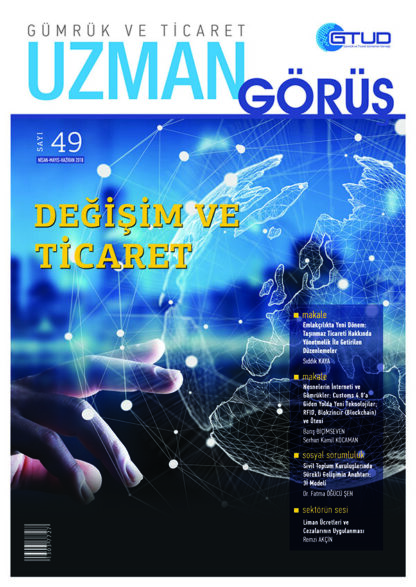 GÜMRÜK VE TİCARET
GTUD
UZMAN
GÖRÜŞ
SAYI
49
NİSAN-MAYIS-HAZİRAN 2018
DEĞİŞİM VE
TİCARET
makale
Emlakçılıkta Yeni Dönem:
Taşınmaz Ticareti Hakkında
Yönetmelik İle Getirilen
Düzenlemeler
Sıddık KAYA
makale
Nesnelerin İnterneti ve
Gümrükler: Customs 4.0'a
Giden Yolda Yeni Teknolojiler;
RFID, Blokzincir (Blockchain)
ve Ötesi
Barış BİÇİMSEVEN
Serhan Kamil KOCAMAN
sosyal sorumluluk
Sivil Toplum Kuruluşlarında
Sürekli Gelişimin Anahtarı:
3İ Modeli
Dr. Fatma ÖĞÜCÜ ŞEN
sektörün sesi
Liman Ücretleri ve
Cezalarının Uygulanması
Remzi AKÇİN